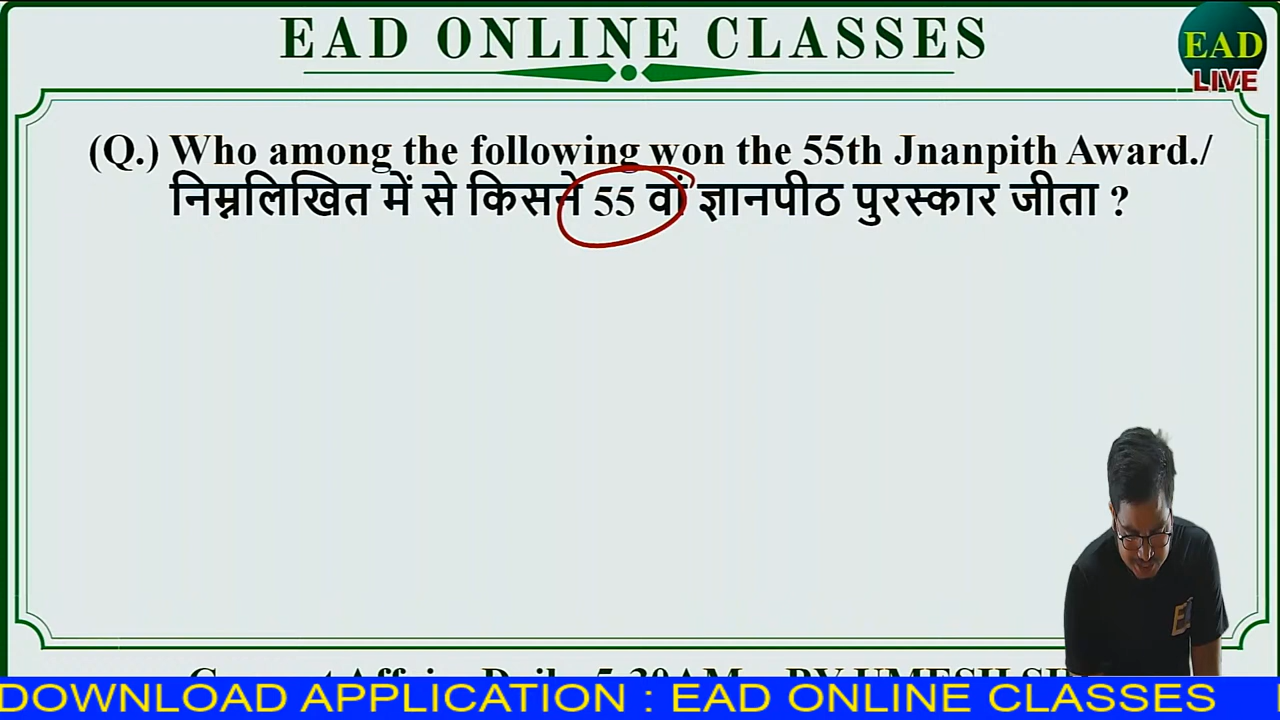 EAD ONLINE CLASSES
EAD
LIVE
(Q.) Who among the following won the 55th Jnanpith Award./
निम्नलिखित में से किसने 55 वां ज्ञानपीठ पुरस्कार जीता ?
DOWNLOAD APPLICATION : EAD ONLINE CLASSES